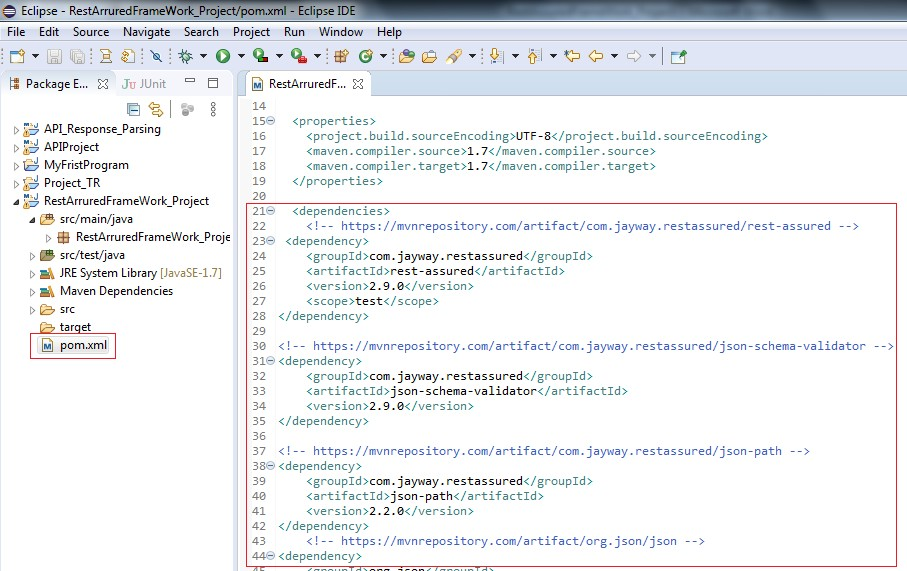 Eclipse - RestArruredFrameWork_Project/pom.xml - Eclipse IDE
File Edit Source Navigate Search Project Run Window Help
Package E...
JUnit
RestArruredF...
API_Response_Parsing
APIProject
MyFristProgram
Project_TR
RestArruredFrameWork_Project
src/main/java
RestArruredFrameWork_Proje
src/test/java
JRE System Library [JavaSE-1.7]
Maven Dependencies
src
target
pom.xml
14
15 <properties>
16 <project.build.sourceEncoding>UTF-8</project.build.sourceEncoding>
17 <maven.compiler.source>1.7</maven.compiler.source>
18 <maven.compiler.target>1.7</maven.compiler.target>
19 </properties>
20
21 <dependencies>
22 <!-- https://mvnrepository.com/artifact/com.jayway.restassured/rest-assured -->
23 <dependency>
24 <groupId>com.jayway.restassured</groupId>
25 <artifactId>rest-assured</artifactId>
26 <version>2.9.0</version>
27 <scope>test</scope>
28 </dependency>
29
30 <!-- https://mvnrepository.com/artifact/com.jayway.restassured/json-schema-validator -->
31 <dependency>
32 <groupId>com.jayway.restassured</groupId>
33 <artifactId>json-schema-validator</artifactId>
34 <version>2.9.0</version>
35 </dependency>
36
37 <!-- https://mvnrepository.com/artifact/com.jayway.restassured/json-path -->
38 <dependency>
39 <groupId>com.jayway.restassured</groupId>
40 <artifactId>json-path</artifactId>
41 <version>2.2.0</version>
42 </dependency>
43 <!-- https://mvnrepository.com/artifact/org.json/json -->
44 <dependency>
45 <groupId>org.json</groupId>